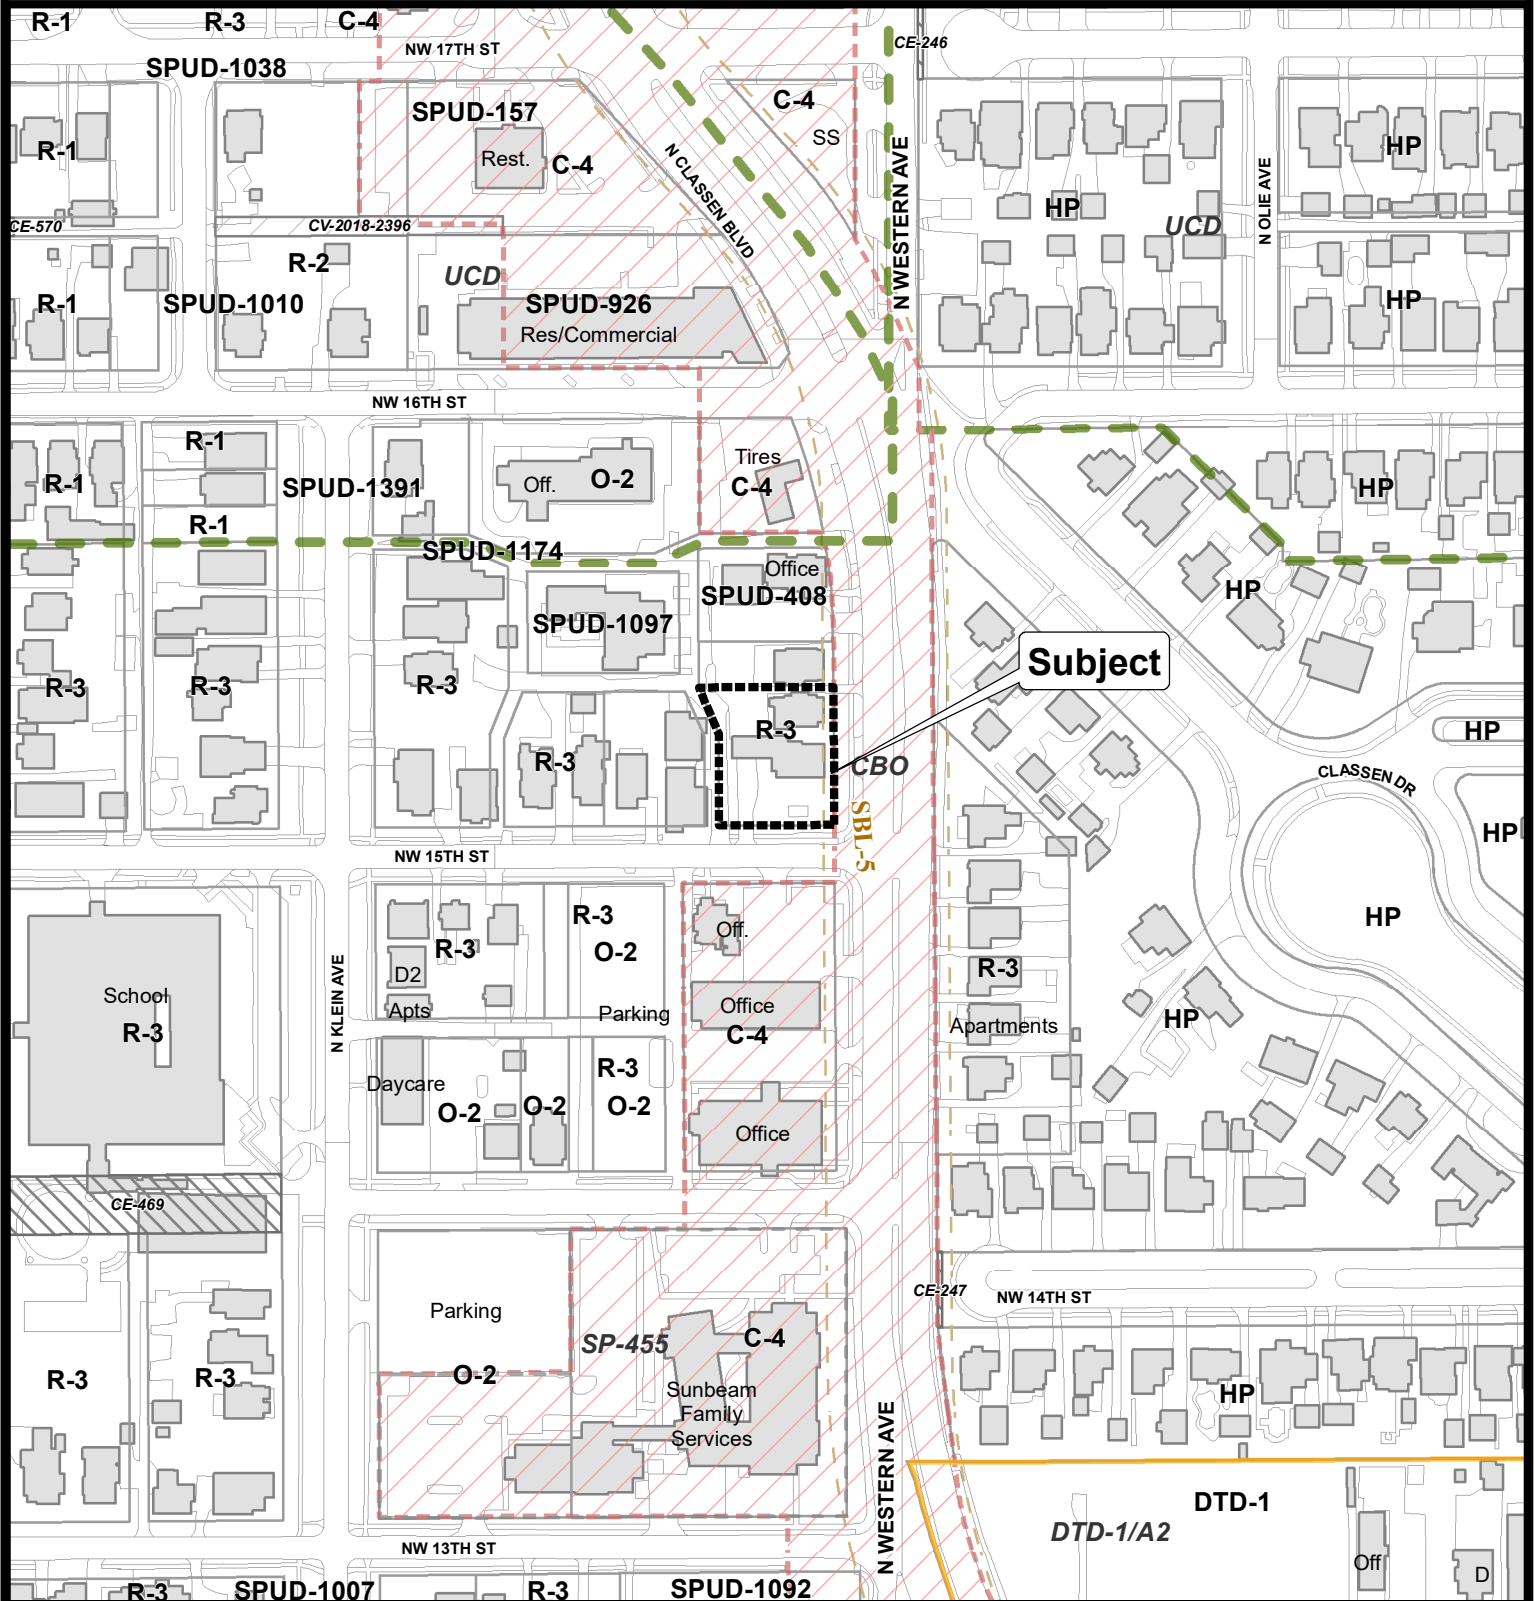 R-1
R-3
C-4
NW 17TH ST
CE-246
SPUD-1038
SPUD-157
C-4
SS
R-1
Rest.
C-4
N CLASSEN BLVD
N WESTERN AVE
HP
UCD
N OLIE AVE
HP
CE-570
CV-2018-2396
R-2
UCD
R-1
SPUD-1010
SPUD-926
Res/Commercial
HP
NW 16TH ST
R-1
R-1
SPUD-1391
Off.
O-2
Tires
C-4
HP
R-1
SPUD-1174
Office
SPUD-408
SPUD-1097
HP
Subject
R-3
R-3
R-3
R-3
R-3
CBO
HP
CLASSEN DR
SBL-5
HP
NW 15TH ST
R-3
O-2
Off.
HP
R-3
D2
Apts
Parking
Office
C-4
R-3
Apartments
HP
School
R-3
N KLEIN AVE
Daycare
O-2
O-2
R-3
O-2
Office
CE-469
CE-247
NW 14TH ST
Parking
SP-455
C-4
O-2
Sunbeam
Family
Services
R-3
R-3
HP
N WESTERN AVE
DTD-1
DTD-1/A2
NW 13TH ST
Off
D
R-3
SPUD-1007
R-3
SPUD-1092